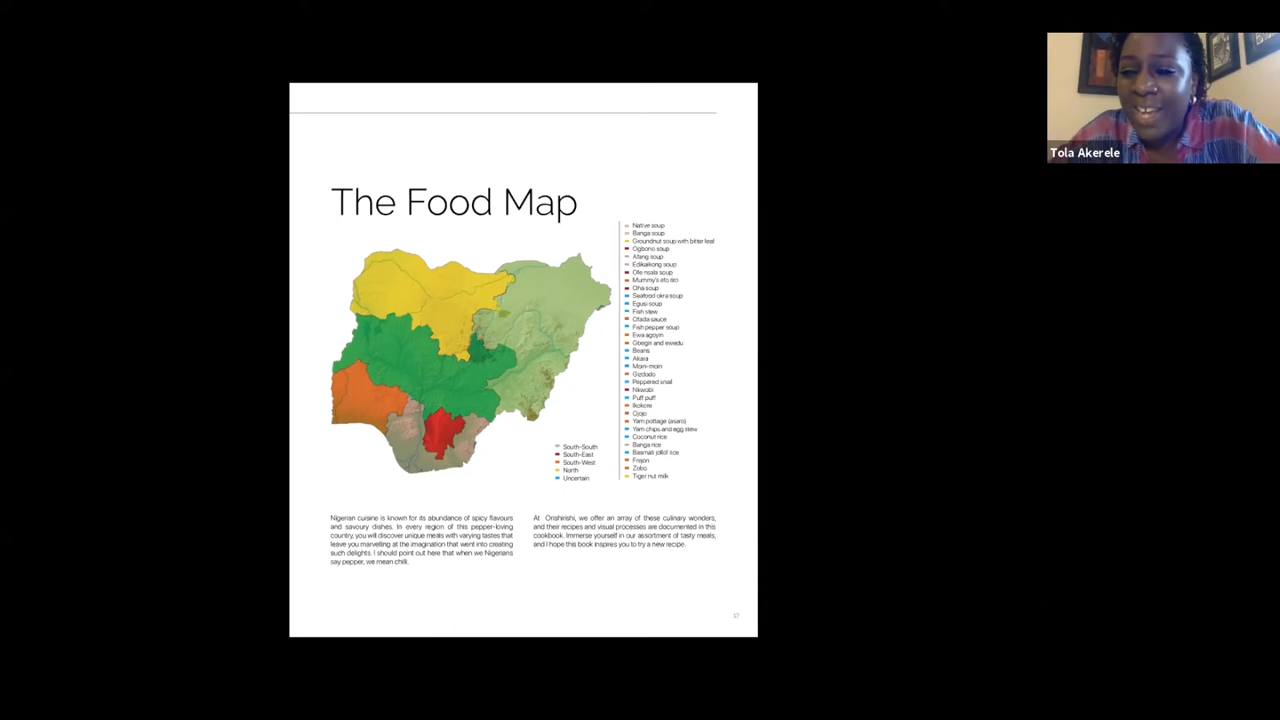 Tola Akerele
The Food Map
Native soup
Banga soup
Groundnut soup with bitter leaf
Ogbono soup
Afang soup
Edikaikong soup
Ofe nsala soup
Mummy's efo riro
Oha soup
Seafood okra soup
Egusi soup
Fish stew
Ofada sauce
Fish pepper soup
Ewa agoyin
Gbegiri and ewedu
Beans
Akara
Moin-moin
Gizdodo
Peppered snail
Nkwobi
Puff puff
Ikokore
Ojojo
Yam pottage (asaro)
Yam chips and egg stew
Coconut rice
Banga rice
Basmati jollof rice
Frejon
Zobo
Tiger nut milk
South-South
South-East
South-West
North
Uncertain
Nigerian cuisine is known for its abundance of spicy flavours
and savoury dishes. In every region of this pepper-loving
country, you will discover unique meals with varying tastes that
leave you marvelling at the imagination that went into creating
such delights. I should point out here that when we Nigerians
say pepper, we mean chilli.
At Orishirishi, we offer an array of these culinary wonders,
and their recipes and visual processes are documented in this
cookbook. Immerse yourself in our assortment of tasty meals,
and I hope this book inspires you to try a new recipe.